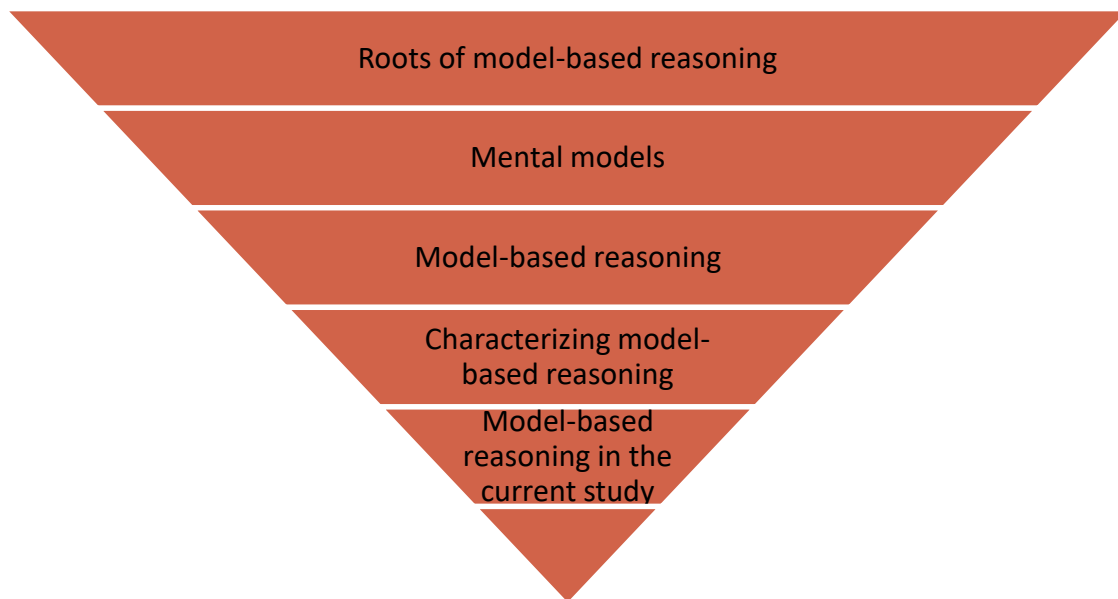 Roots of model-based reasoning
Mental models
Model-based reasoning
Characterizing model-
based reasoning
Model-based
reasoning in the
current study